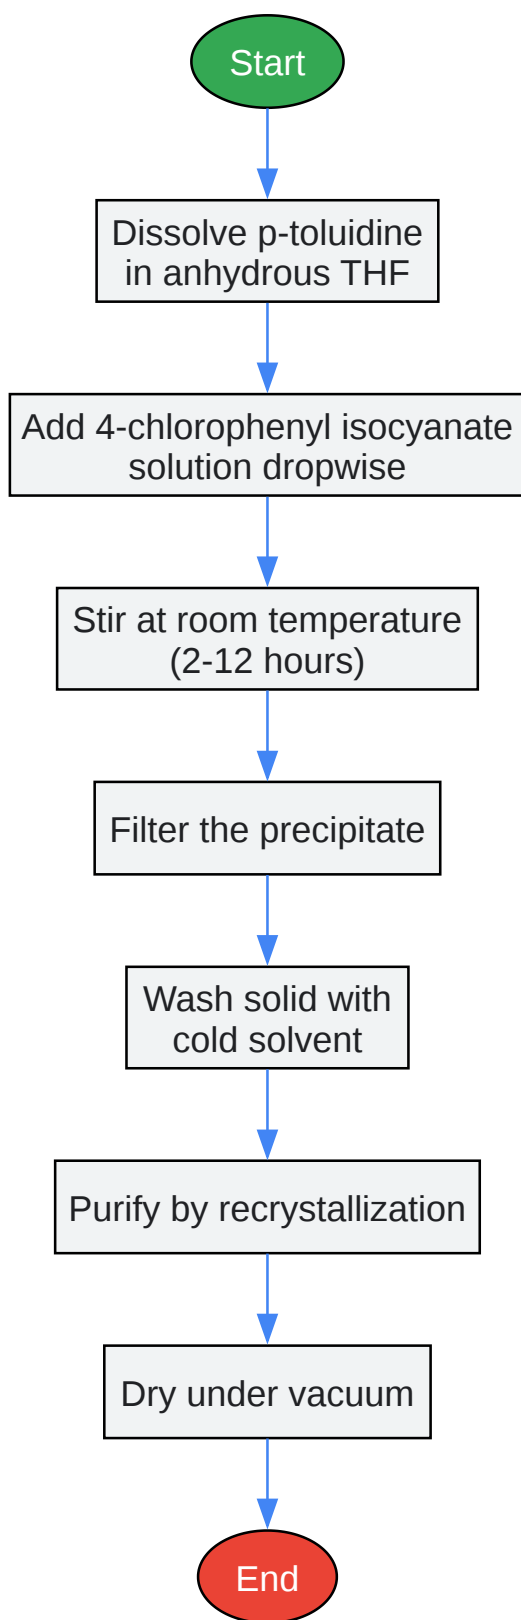 Start
Dissolve p-toluidine
in anhydrous THF
Add 4-chlorophenyl isocyanate
solution dropwise
Stir at room temperature
(2-12 hours)
Filter the precipitate
Wash solid with
cold solvent
Purify by recrystallization
Dry under vacuum
End